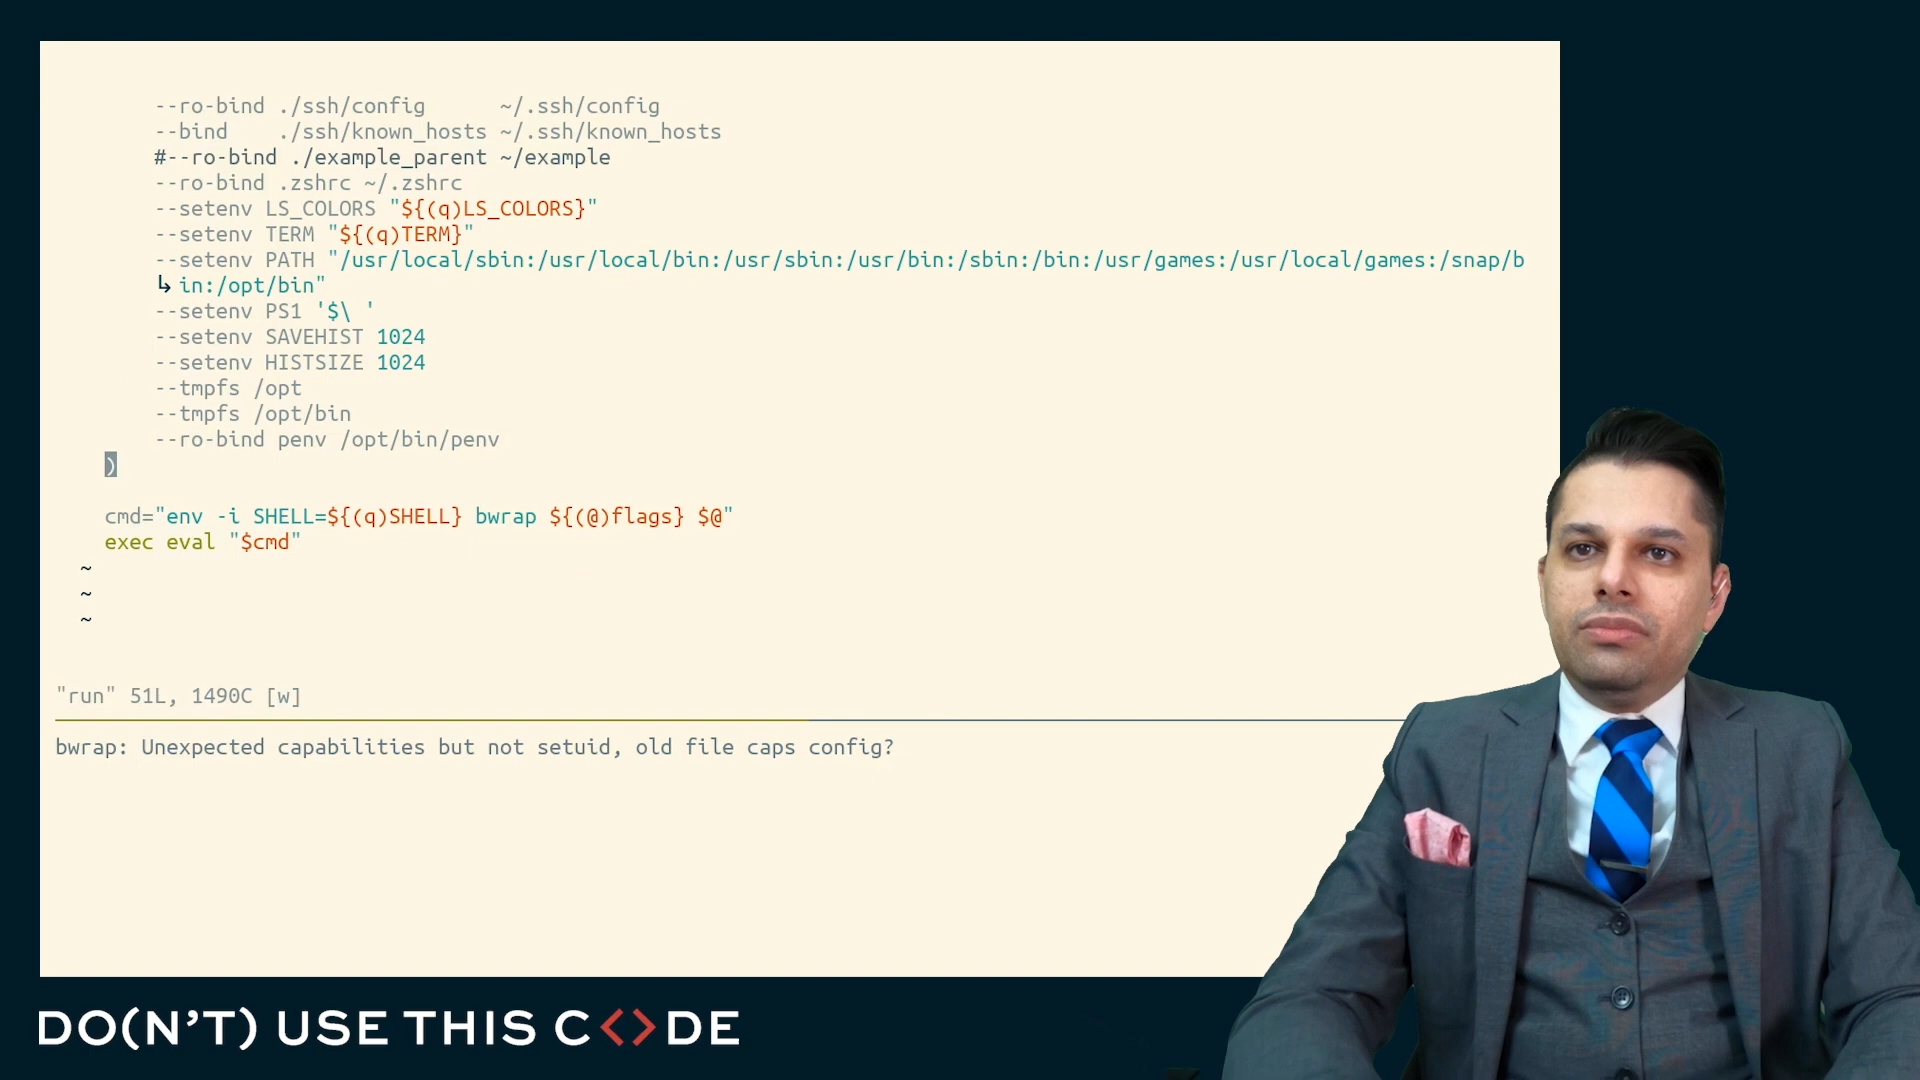 --ro-bind ./ssh/config      ~/.ssh/config
--bind    ./ssh/known_hosts ~/.ssh/known_hosts
#--ro-bind ./example_parent ~/example
--ro-bind .zshrc ~/.zshrc
--setenv LS_COLORS "${(q)LS_COLORS}"
--setenv TERM "${(q)TERM}"
--setenv PATH "/usr/local/sbin:/usr/local/bin:/usr/sbin:/usr/bin:/sbin:/bin:/usr/games:/usr/local/games:/snap/b
↳ in:/opt/bin"
--setenv PS1 '$\ '
--setenv SAVEHIST 1024
--setenv HISTSIZE 1024
--tmpfs /opt
--tmpfs /opt/bin
--ro-bind penv /opt/bin/penv
)
cmd="env -i SHELL=${(q)SHELL} bwrap ${(@)flags} $@"
exec eval "$cmd"
~
~
~
"run" 51L, 1490C [w]
bwrap: Unexpected capabilities but not setuid, old file caps config?
DO(N'T) USE THIS C<>DE